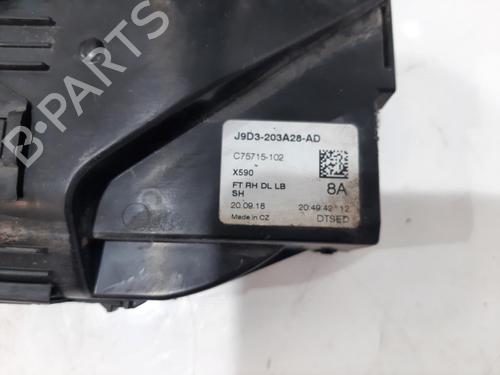 J9D3-203A28-AD
C75715-102
X590
FT RH DL LB
SH
8A
20.09.18 20:49:42 12
Made in CZ DTSED
B-PARTS